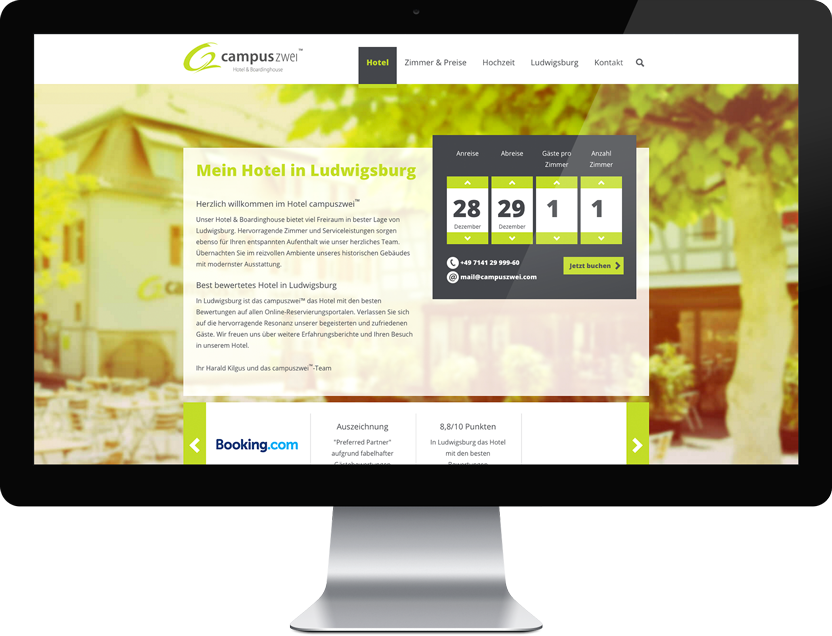 campuszwei™
Hotel & Boardinghouse
Hotel Zimmer & Preise Hochzeit Ludwigsburg Kontakt
Mein Hotel in Ludwigsburg
Herzlich willkommen im Hotel campuszwei™
Unser Hotel & Boardinghouse bietet viel Freiraum in bester Lage von
Ludwigsburg. Hervorragende Zimmer und Serviceleistungen sorgen
ebenso für Ihren entspannten Aufenthalt wie unser herzliches Team.
Übernachten Sie im reizvollen Ambiente unseres historischen Gebäudes
mit modernster Ausstattung.
Best bewertetes Hotel in Ludwigsburg
In Ludwigsburg ist das campuszwei™ das Hotel mit den besten
Bewertungen auf allen Online-Reservierungsportalen. Verlassen Sie sich
auf die hervorragende Resonanz unserer begeisterten und zufriedenen
Gäste. Wir freuen uns über weitere Erfahrungsberichte und Ihren Besuch
in unserem Hotel.
Ihr Harald Kilgus und das campuszwei™-Team
Anreise Abreise Gäste pro Zimmer Anzahl Zimmer
28 29 1 1
Dezember Dezember
+49 7141 29 999-60
mail@campuszwei.com
Jetzt buchen
Booking.com
Auszeichnung
"Preferred Partner"
aufgrund fabelhafter
8,8/10 Punkten
In Ludwigsburg das Hotel
mit den besten